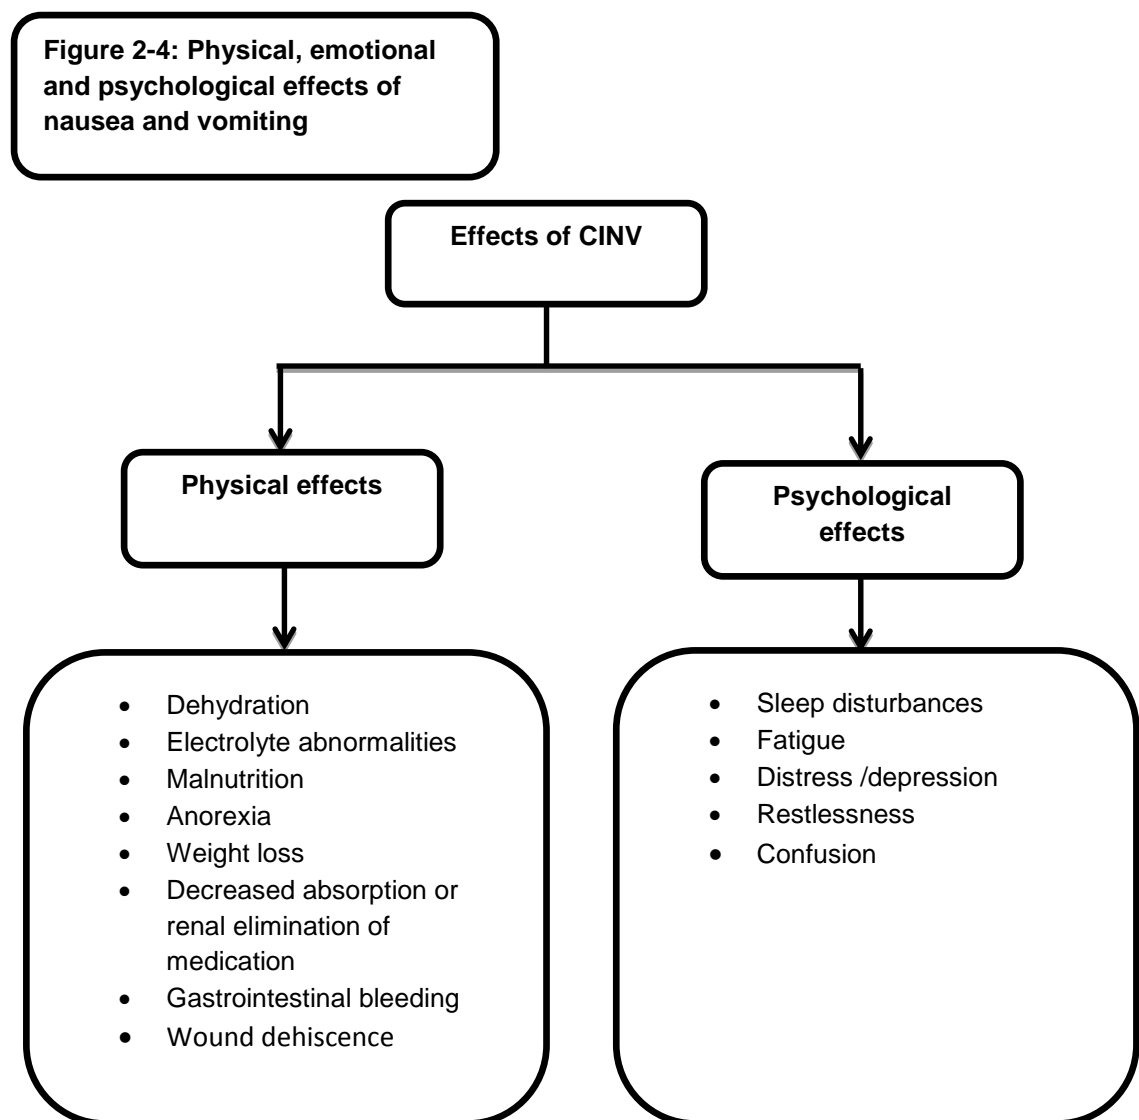 Figure 2-4: Physical, emotional
and psychological effects of
nausea and vomiting
Effects of CINV
Physical effects
Psychological
effects
• Dehydration
• Electrolyte abnormalities
• Malnutrition
• Anorexia
• Weight loss
• Decreased absorption or
renal elimination of
medication
• Gastrointestinal bleeding
• Wound dehiscence
• Sleep disturbances
• Fatigue
• Distress /depression
• Restlessness
• Confusion